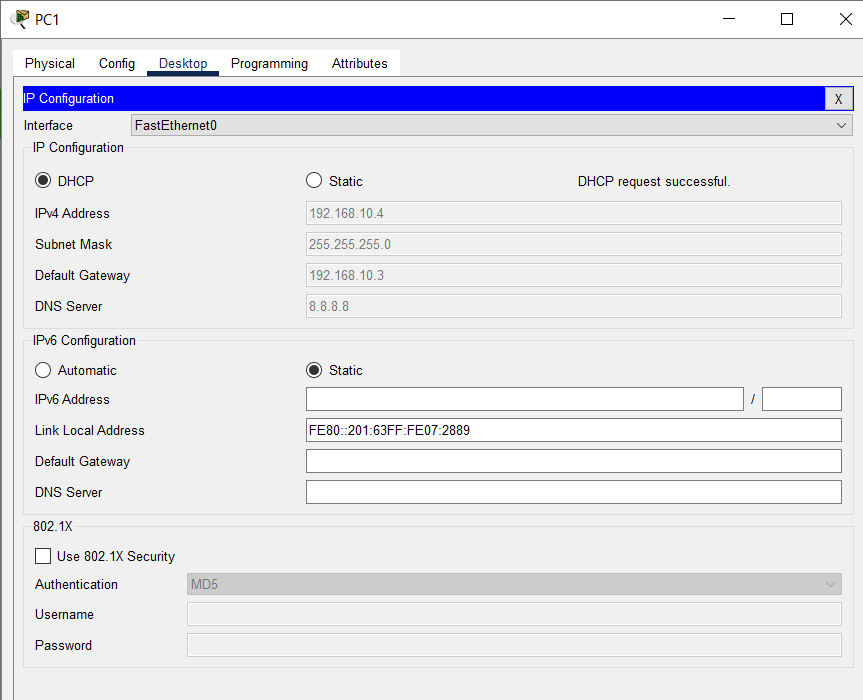 PC1
Physical Config Desktop Programming Attributes
IP Configuration X
Interface FastEthernet0
IP Configuration
DHCP Static DHCP request successful.
IPv4 Address 192.168.10.4
Subnet Mask 255.255.255.0
Default Gateway 192.168.10.3
DNS Server 8.8.8.8
IPv6 Configuration
Automatic Static
IPv6 Address /
Link Local Address FE80::201:63FF:FE07:2889
Default Gateway
DNS Server
802.1X
Use 802.1X Security
Authentication MD5
Username
Password